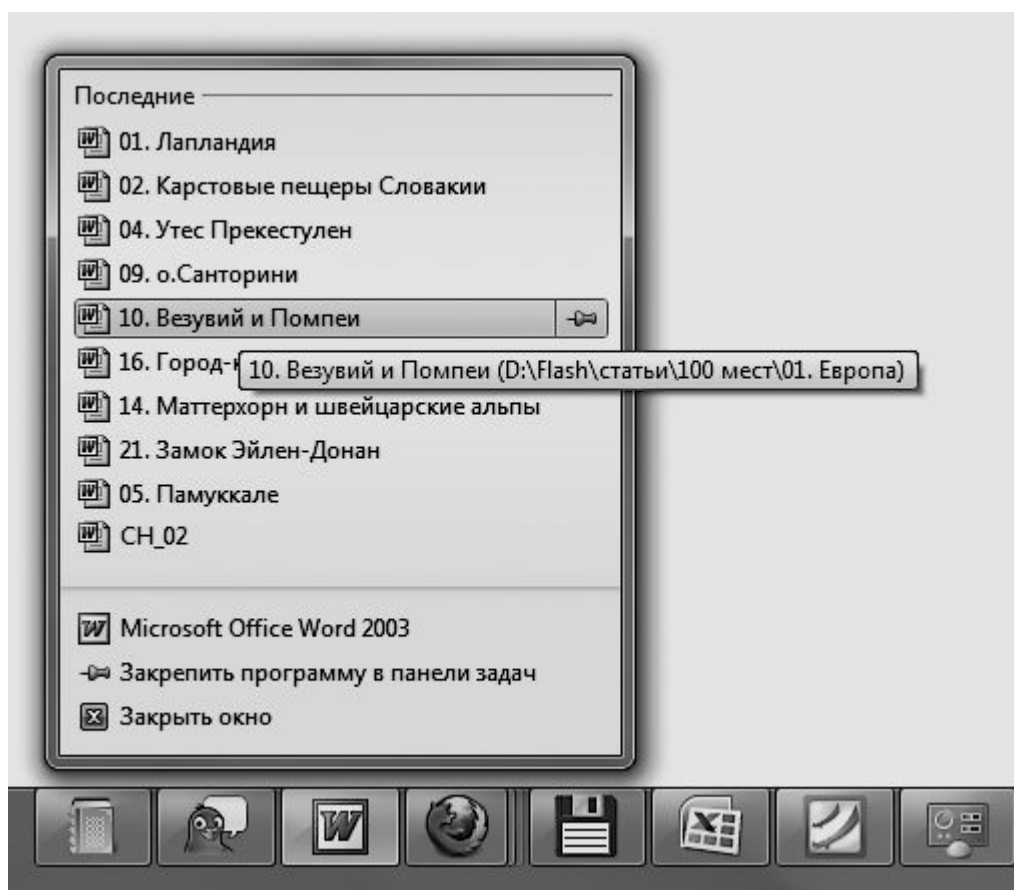 Последние
01. Лапландия
02. Карстовые пещеры Словакии
04. Утес Прекестулен
09. о.Санторини
10. Везувий и Помпеи
16. Город-
10. Везувий и Помпеи (D:\Flash\статьи\100 мест\01. Европа)
14. Маттерхорн и швейцарские альпы
21. Замок Эйлен-Донан
05. Памуккале
CH_02
Microsoft Office Word 2003
Закрепить программу в панели задач
Закрыть окно